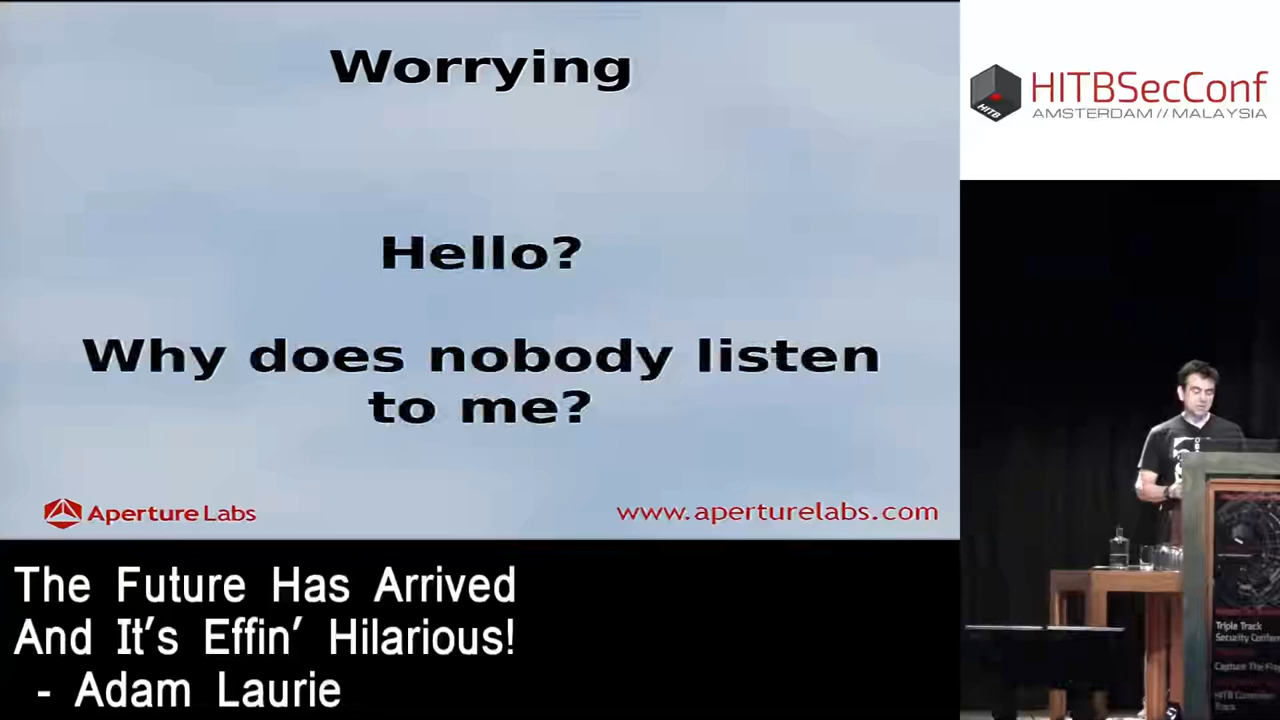 Worrying
Hello?
Why does nobody listen
to me?
Aperture Labs
www.aperturelabs.com
HITBSecConf
AMSTERDAM // MALAYSIA
HITB
The Future Has Arrived
And It's Effin' Hilarious!
- Adam Laurie
Triple Track
Capture The